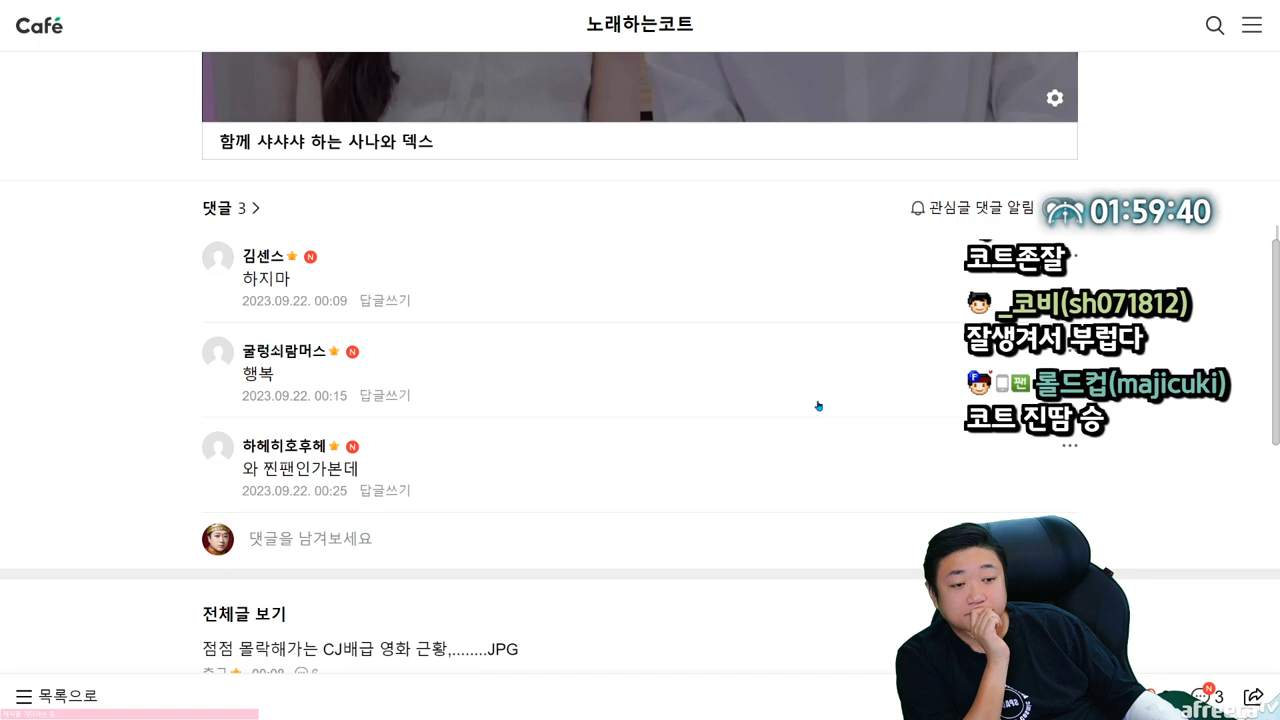 Café
노래하는코트
함께 샤샤샤 하는 사나와 덱스
댓글 3
관심글 댓글 알림
01:59:40
김센스 N
하지마
2023.09.22. 00:09 답글쓰기
코트존잘
_코비(sh071812)
잘생겨서 부럽다
굴렁쇠람머스 N
행복
2023.09.22. 00:15 답글쓰기
F 팬 롤드컵(majicuki)
코트 진땀 승
하헤히호후헤 N
와 찐팬인가본데
2023.09.22. 00:25 답글쓰기
댓글을 남겨보세요
전체글 보기
점점 몰락해가는 CJ배급 영화 근황,........JPG
목록으로
N 3
afreecaTV